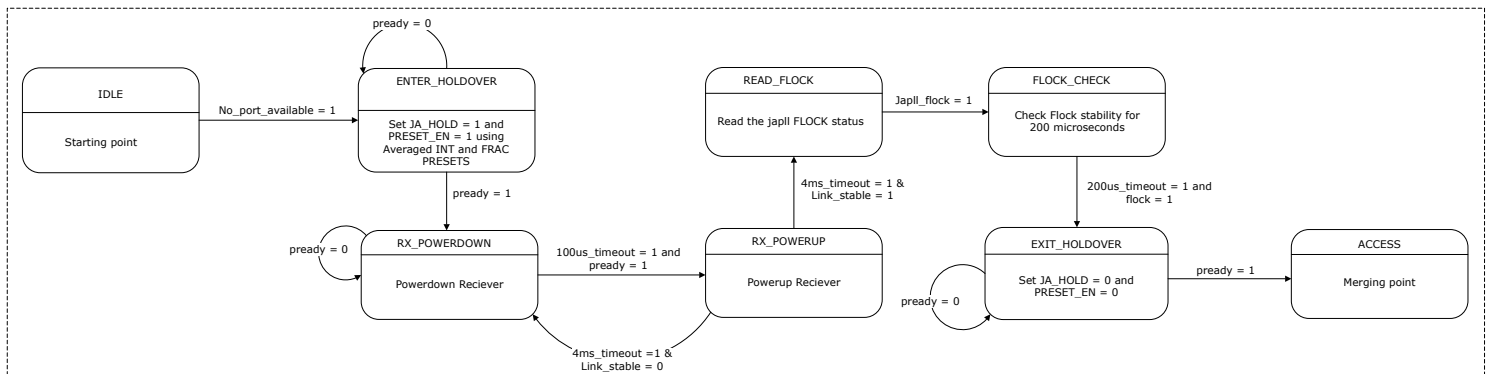 pready = 0
IDLE
Starting point
No_port_available = 1
ENTER_HOLDOVER
Set JA_HOLD = 1 and
PRESET_EN = 1 using
Averaged INT and FRAC
PRESETS
pready = 1
READ_FLOCK
Read the japll FLOCK status
Japll_flock = 1
FLOCK_CHECK
Check Flock stability for
200 microseconds
4ms_timeout = 1 &
Link_stable = 1
200us_timeout = 1 and
flock = 1
pready = 0
RX_POWERDOWN
Powerdown Reciever
100us_timeout = 1 and
pready = 1
RX_POWERUP
Powerup Reciever
4ms_timeout =1 &
Link_stable = 0
pready = 0
EXIT_HOLDOVER
Set JA_HOLD = 0 and
PRESET_EN = 0
pready = 1
ACCESS
Merging point